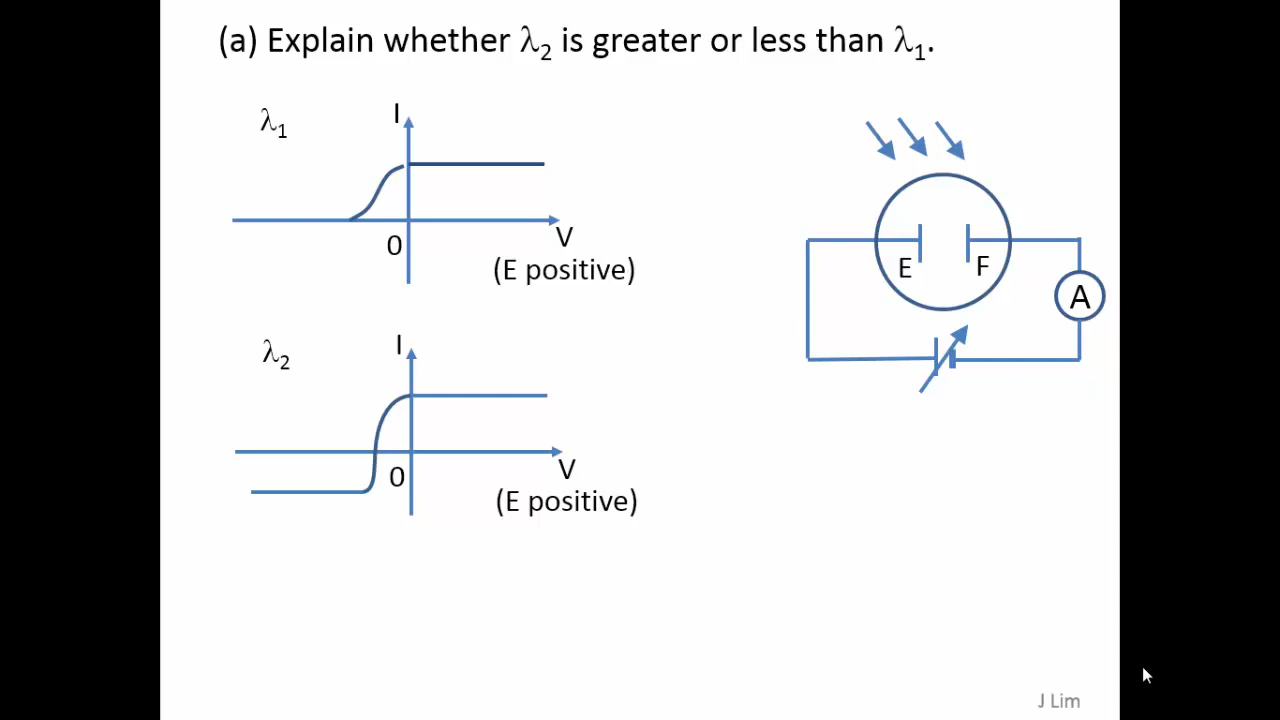 (a) Explain whether λ₂ is greater or less than λ₁.
λ₁
I
0
V
(E positive)
E
F
A
λ₂
I
0
V
(E positive)
J Lim